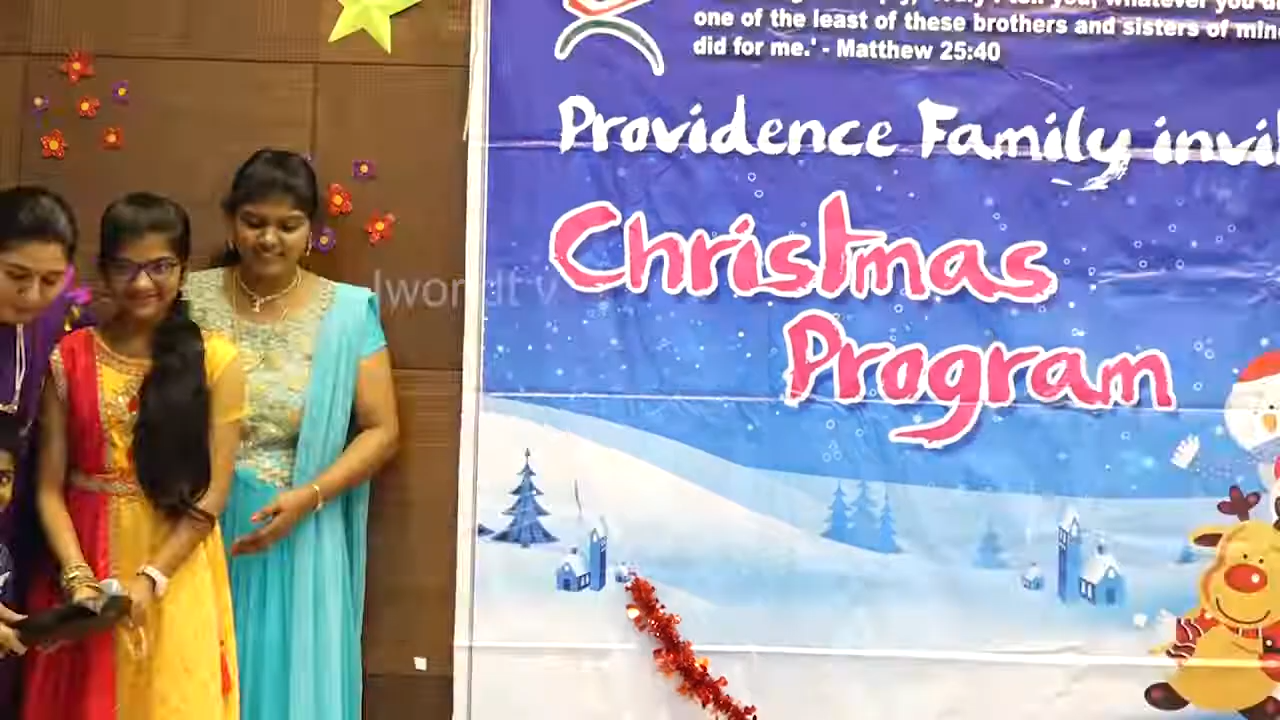 one of the least of these brothers and sisters of mine
did for me.' - Matthew 25:40
Providence Family
Christmas
Program